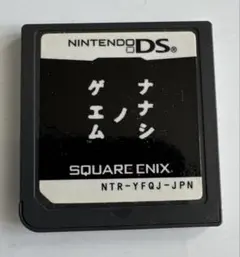 NINTENDO DS®
ナナシ
ノ
ゲエム
SQUARE ENIX
NTR-YFQJ-JPN